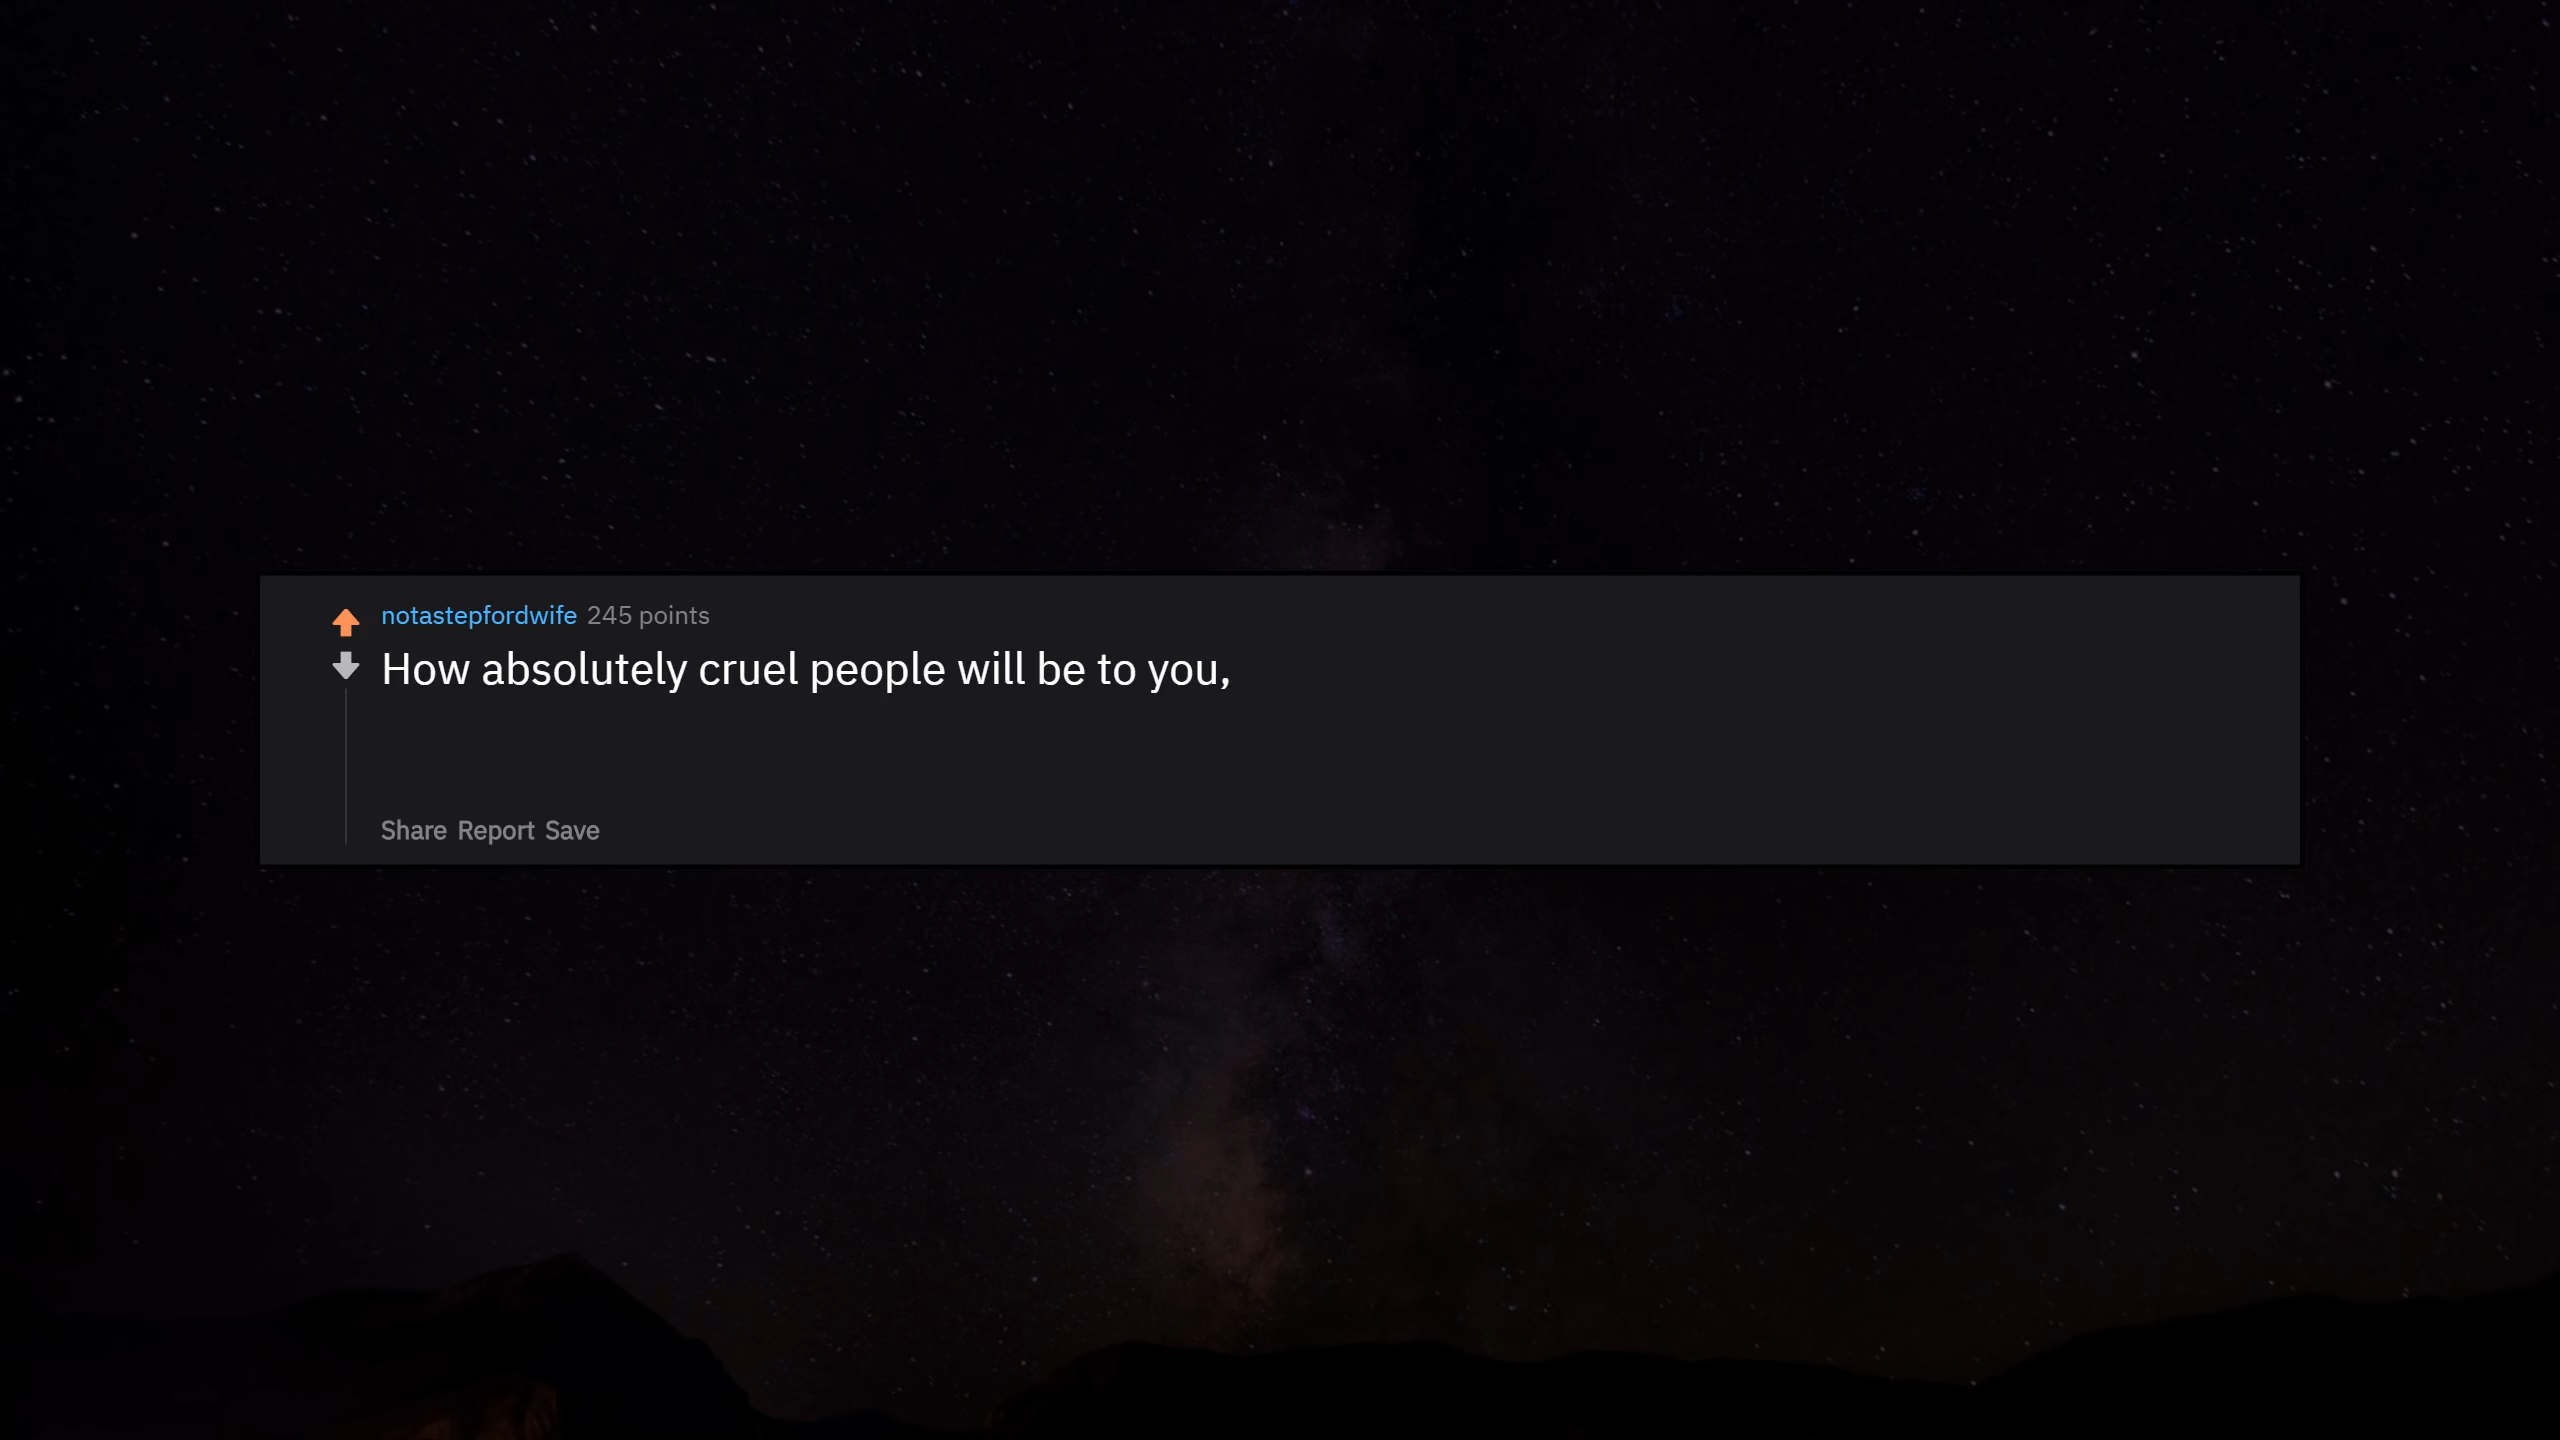 notastepfordwife 245 points
How absolutely cruel people will be to you,
Share Report Save